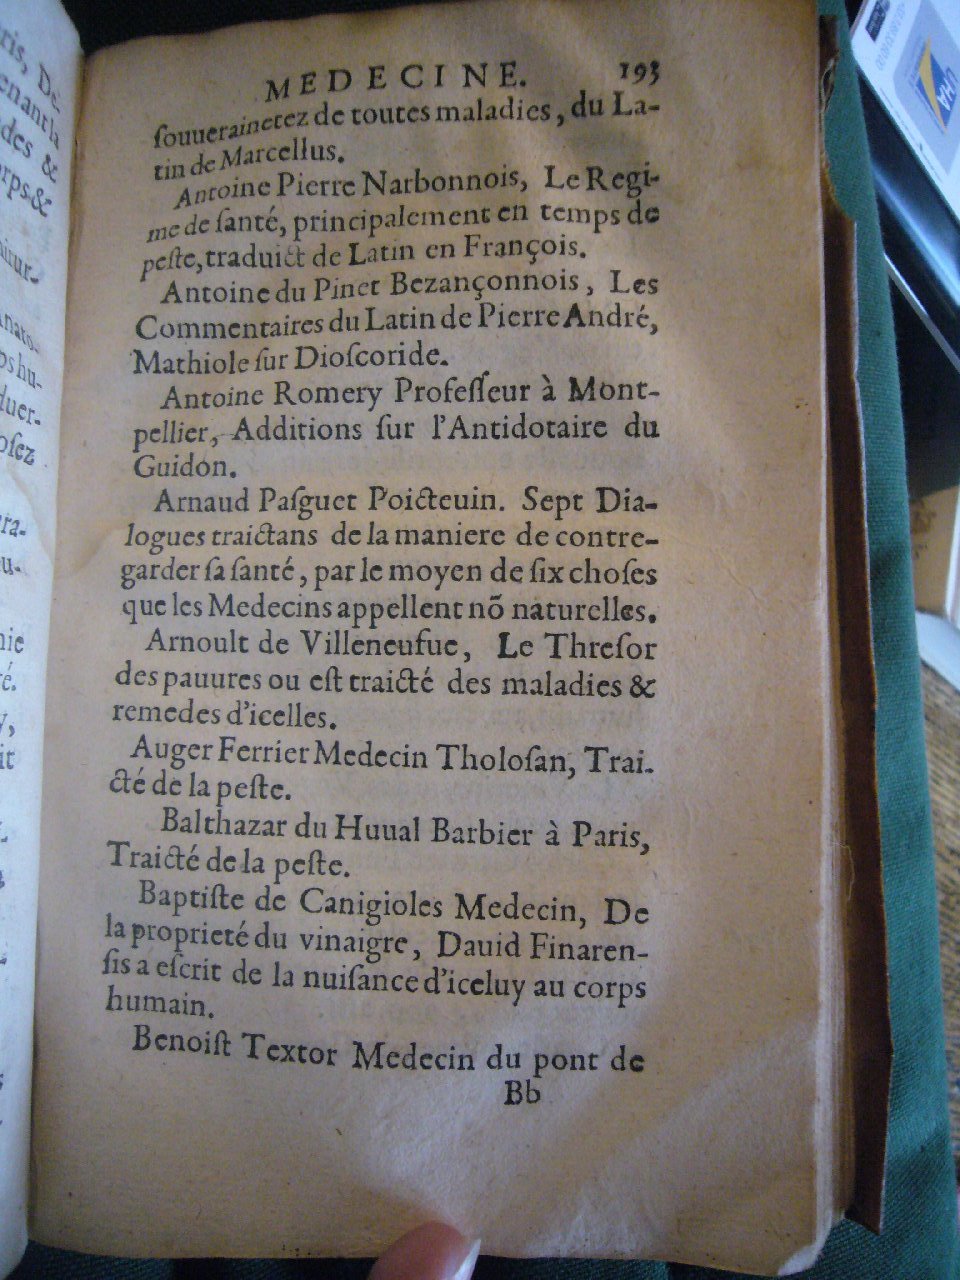 MEDECINE. 193
ſouuerainetez de toutes maladies, du La-
tin de Marcellus.
Antoine Pierre Narbonnois, Le Regi-
me de ſanté, principalement en temps de
peſte, traduict de Latin en François.
Antoine du Pinet Bezançonnois, Les
Commentaires du Latin de Pierre André,
Mathiole ſur Dioſcoride.
Antoine Romery Profeſſeur à Mont-
pellier, Additions ſur l'Antidotaire du
Guidon.
Arnaud Paſguet Poicteuin. Sept Dia-
logues traictans de la maniere de contre-
garder ſa ſanté, par le moyen de ſix choſes
que les Medecins appellent nõ naturelles.
Arnoult de Villeneufue, Le Threſor
des pauures ou eſt traicté des maladies &
remedes d'icelles.
Auger Ferrier Medecin Tholoſan, Trai-
cté de la peſte.
Balthazar du Huual Barbier à Paris,
Traicté de la peſte.
Baptiſte de Canigioles Medecin, De
la proprieté du vinaigre, Dauid Finaren-
ſis a eſcrit de la nuiſance d'iceluy au corps
humain.
Benoiſt Textor Medecin du pont de
Bb